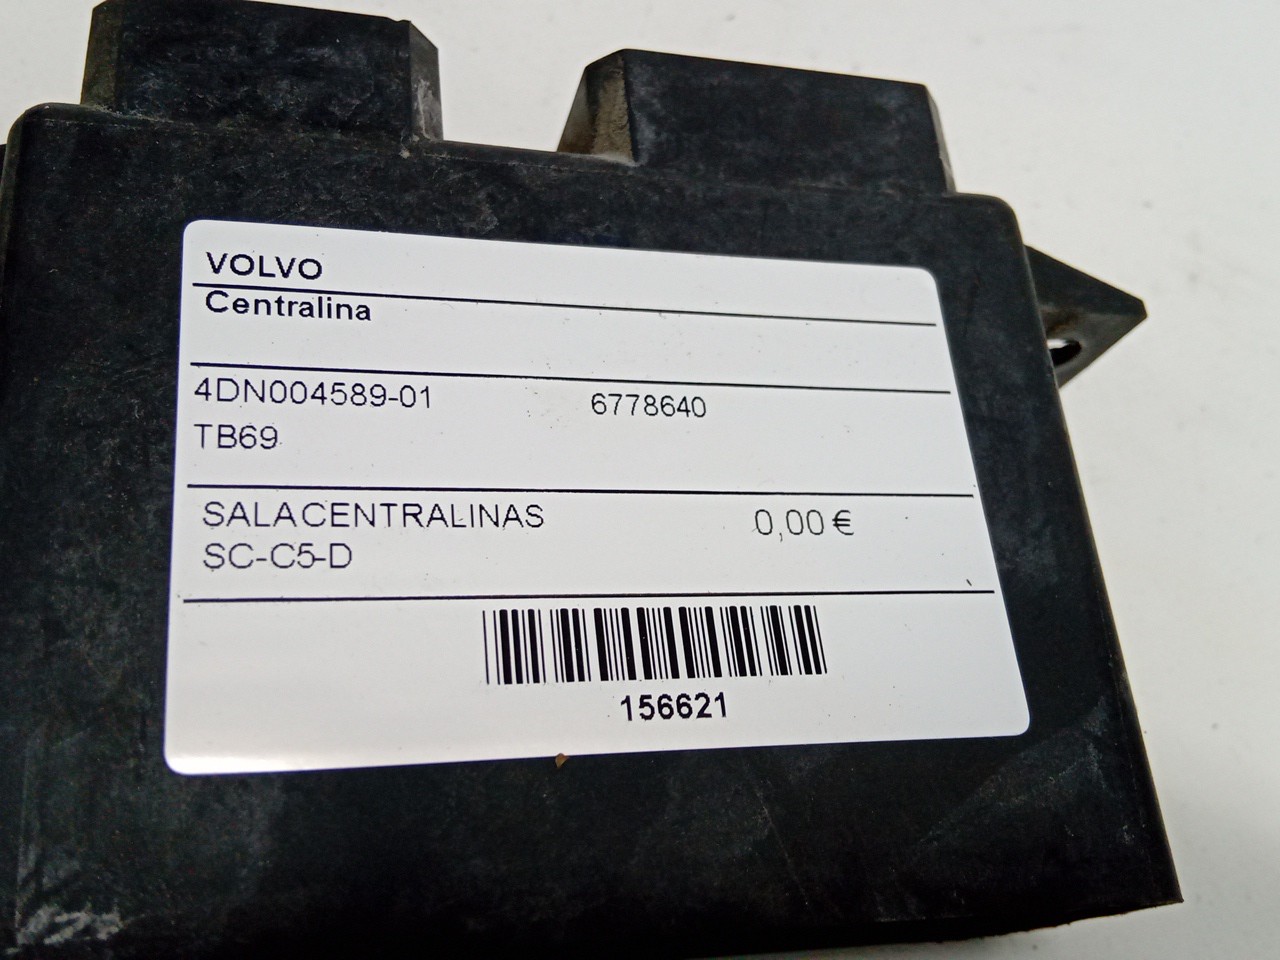 VOLVO
Centralina
4DN004589-01 6778640
TB69
SALACENTRALINAS 0,00 €
SC-C5-D
156621